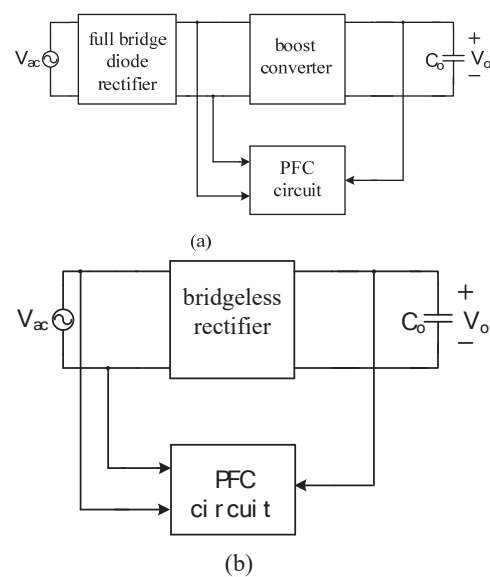 full bridge
diode
rectifier
boost
converter
Vac
Co
+
Vo
−
PFC
circuit
(a)
bridgeless
rectifier
Vac
Co
+
Vo
−
PFC
circuit
(b)